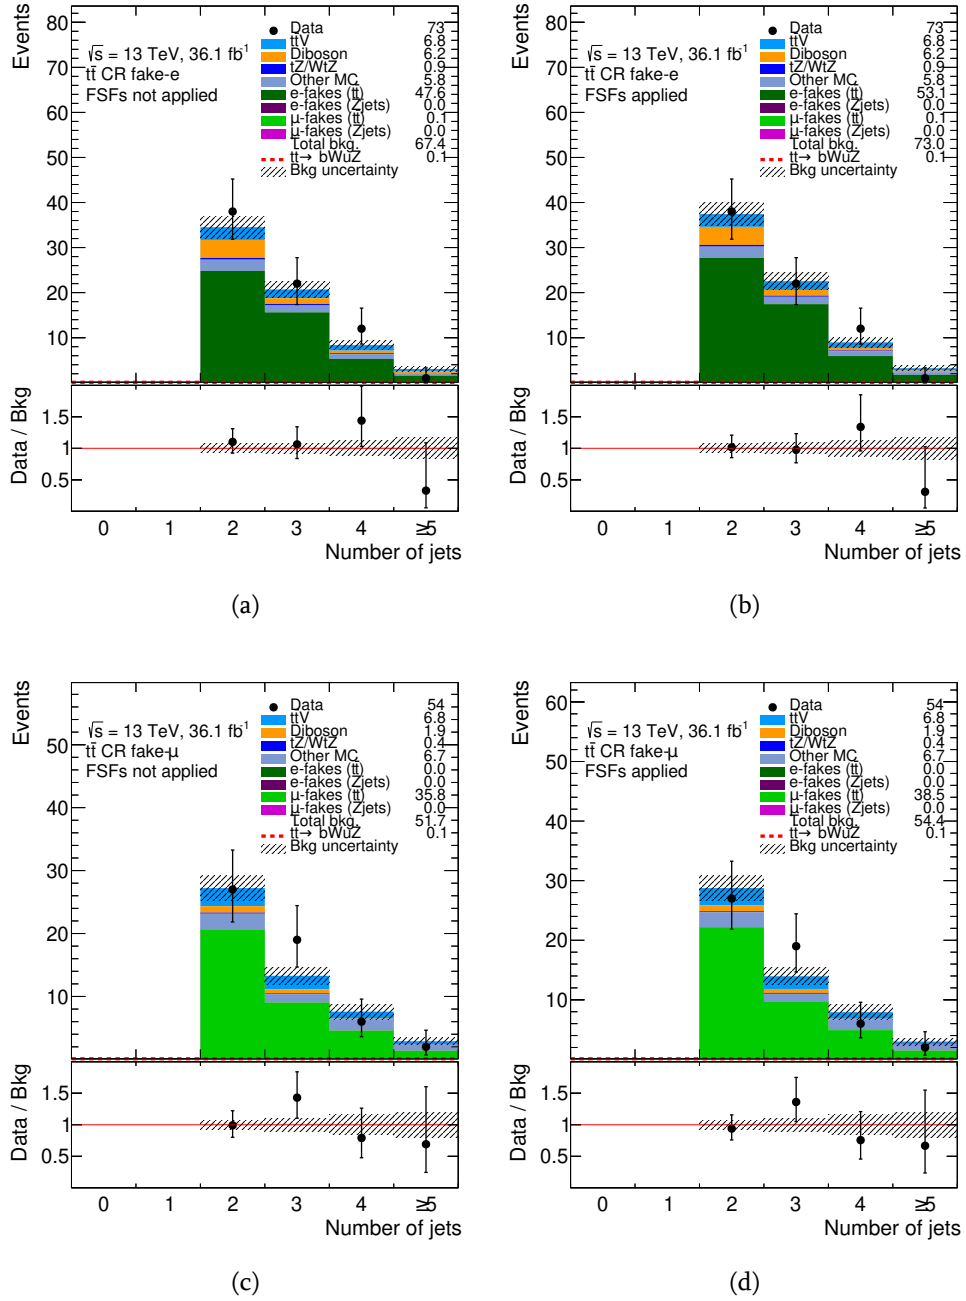 Events
80
70
60
50
40
30
20
10
√s = 13 TeV, 36.1 fb⁻¹
tt̄ CR fake-e
FSFs not applied
Data 73
ttV 6.8
Diboson 6.2
tZ/WtZ 0.9
Other MC 5.8
e-fakes (tt̄) 47.6
e-fakes (Zjets) 0.0
μ-fakes (tt̄) 0.1
μ-fakes (Zjets) 0.0
Total bkg. 67.4
tt→ bWuZ 0.1
Bkg uncertainty
Data / Bkg
1.5
1
0.5
0 1 2 3 4 ≥5
Number of jets
(a)
Events
80
70
60
50
40
30
20
10
√s = 13 TeV, 36.1 fb⁻¹
tt̄ CR fake-e
FSFs applied
Data 73
ttV 6.8
Diboson 6.2
tZ/WtZ 0.9
Other MC 5.8
e-fakes (tt̄) 53.1
e-fakes (Zjets) 0.0
μ-fakes (tt̄) 0.1
μ-fakes (Zjets) 0.0
Total bkg. 73.0
tt→ bWuZ 0.1
Bkg uncertainty
Data / Bkg
1.5
1
0.5
0 1 2 3 4 ≥5
Number of jets
(b)
Events
50
40
30
20
10
√s = 13 TeV, 36.1 fb⁻¹
tt̄ CR fake-μ
FSFs not applied
Data 54
ttV 6.8
Diboson 1.9
tZ/WtZ 0.4
Other MC 6.7
e-fakes (tt̄) 0.0
e-fakes (Zjets) 0.0
μ-fakes (tt̄) 35.8
μ-fakes (Zjets) 0.0
Total bkg. 51.7
tt→ bWuZ 0.1
Bkg uncertainty
Data / Bkg
1.5
1
0.5
0 1 2 3 4 ≥5
Number of jets
(c)
Events
60
50
40
30
20
10
√s = 13 TeV, 36.1 fb⁻¹
tt̄ CR fake-μ
FSFs applied
Data 54
ttV 6.8
Diboson 1.9
tZ/WtZ 0.4
Other MC 6.7
e-fakes (tt̄) 0.0
e-fakes (Zjets) 0.0
μ-fakes (tt̄) 38.5
μ-fakes (Zjets) 0.0
Total bkg. 54.4
tt→ bWuZ 0.1
Bkg uncertainty
Data / Bkg
1.5
1
0.5
0 1 2 3 4 ≥5
Number of jets
(d)